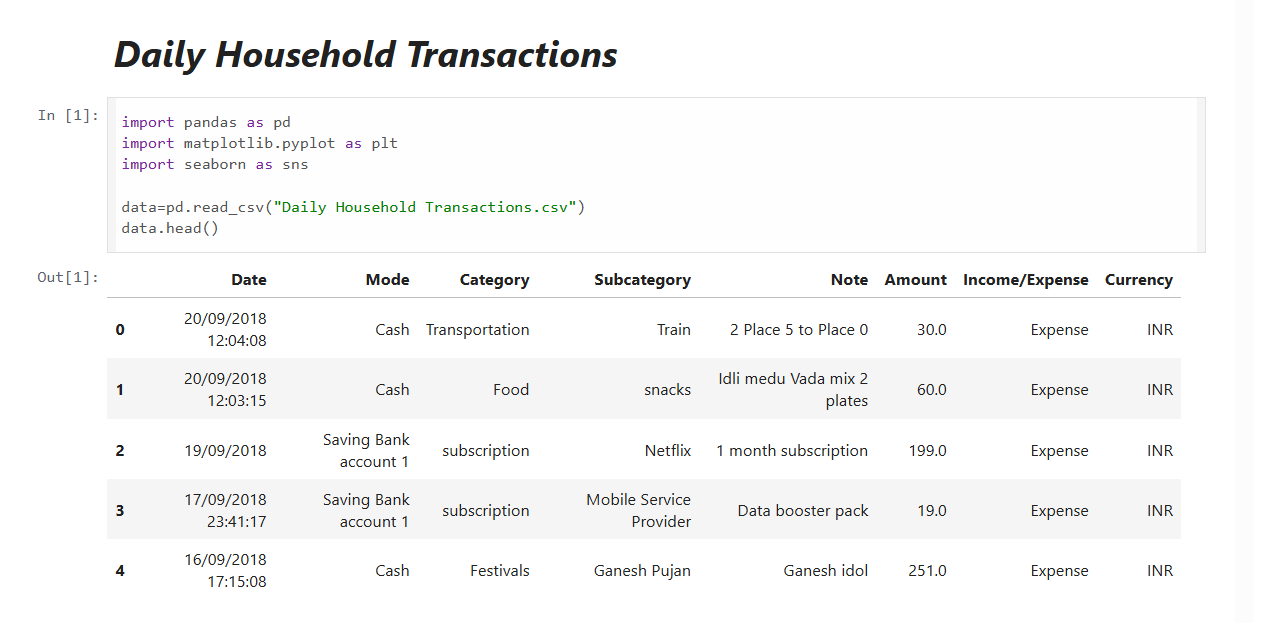 Daily Household Transactions
In [1]:
import pandas as pd
import matplotlib.pyplot as plt
import seaborn as sns
data=pd.read_csv("Daily Household Transactions.csv")
data.head()
Out[1]:
Date Mode Category Subcategory Note Amount Income/Expense Currency
0 20/09/2018 12:04:08 Cash Transportation Train 2 Place 5 to Place 0 30.0 Expense INR
1 20/09/2018 12:03:15 Cash Food snacks Idli medu Vada mix 2 plates 60.0 Expense INR
2 19/09/2018 Saving Bank account 1 subscription Netflix 1 month subscription 199.0 Expense INR
3 17/09/2018 23:41:17 Saving Bank account 1 subscription Mobile Service Provider Data booster pack 19.0 Expense INR
4 16/09/2018 17:15:08 Cash Festivals Ganesh Pujan Ganesh idol 251.0 Expense INR